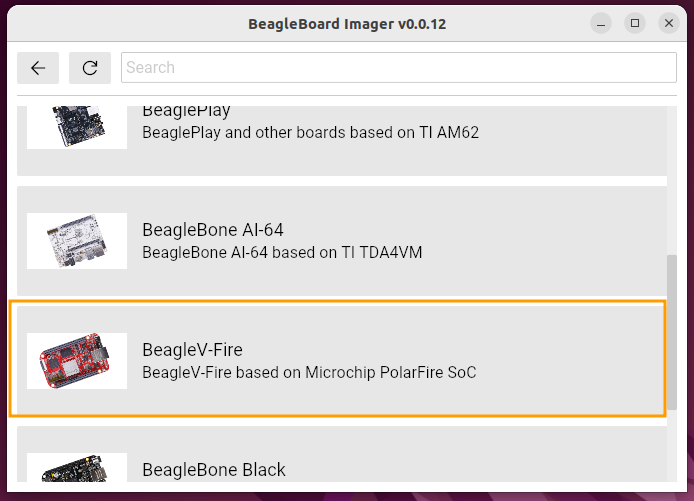 BeagleBoard Imager v0.0.12
Search
BeaglePlay
BeaglePlay and other boards based on TI AM62
BeagleBone AI-64
BeagleBone AI-64 based on TI TDA4VM
BeagleV-Fire
BeagleV-Fire based on Microchip PolarFire SoC
BeagleBone Black